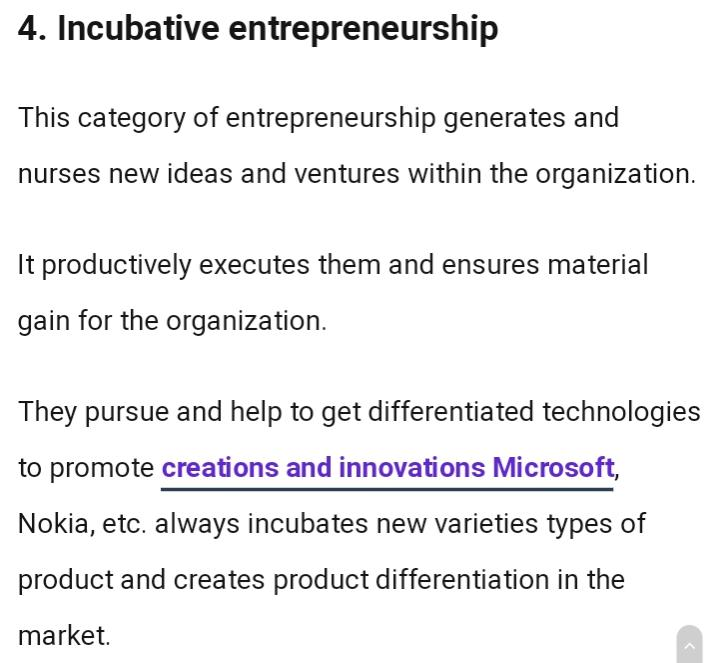 4. Incubative entrepreneurship
This category of entrepreneurship generates and
nurses new ideas and ventures within the organization.
It productively executes them and ensures material
gain for the organization.
They pursue and help to get differentiated technologies
to promote creations and innovations Microsoft,
Nokia, etc. always incubates new varieties types of
product and creates product differentiation in the
market.